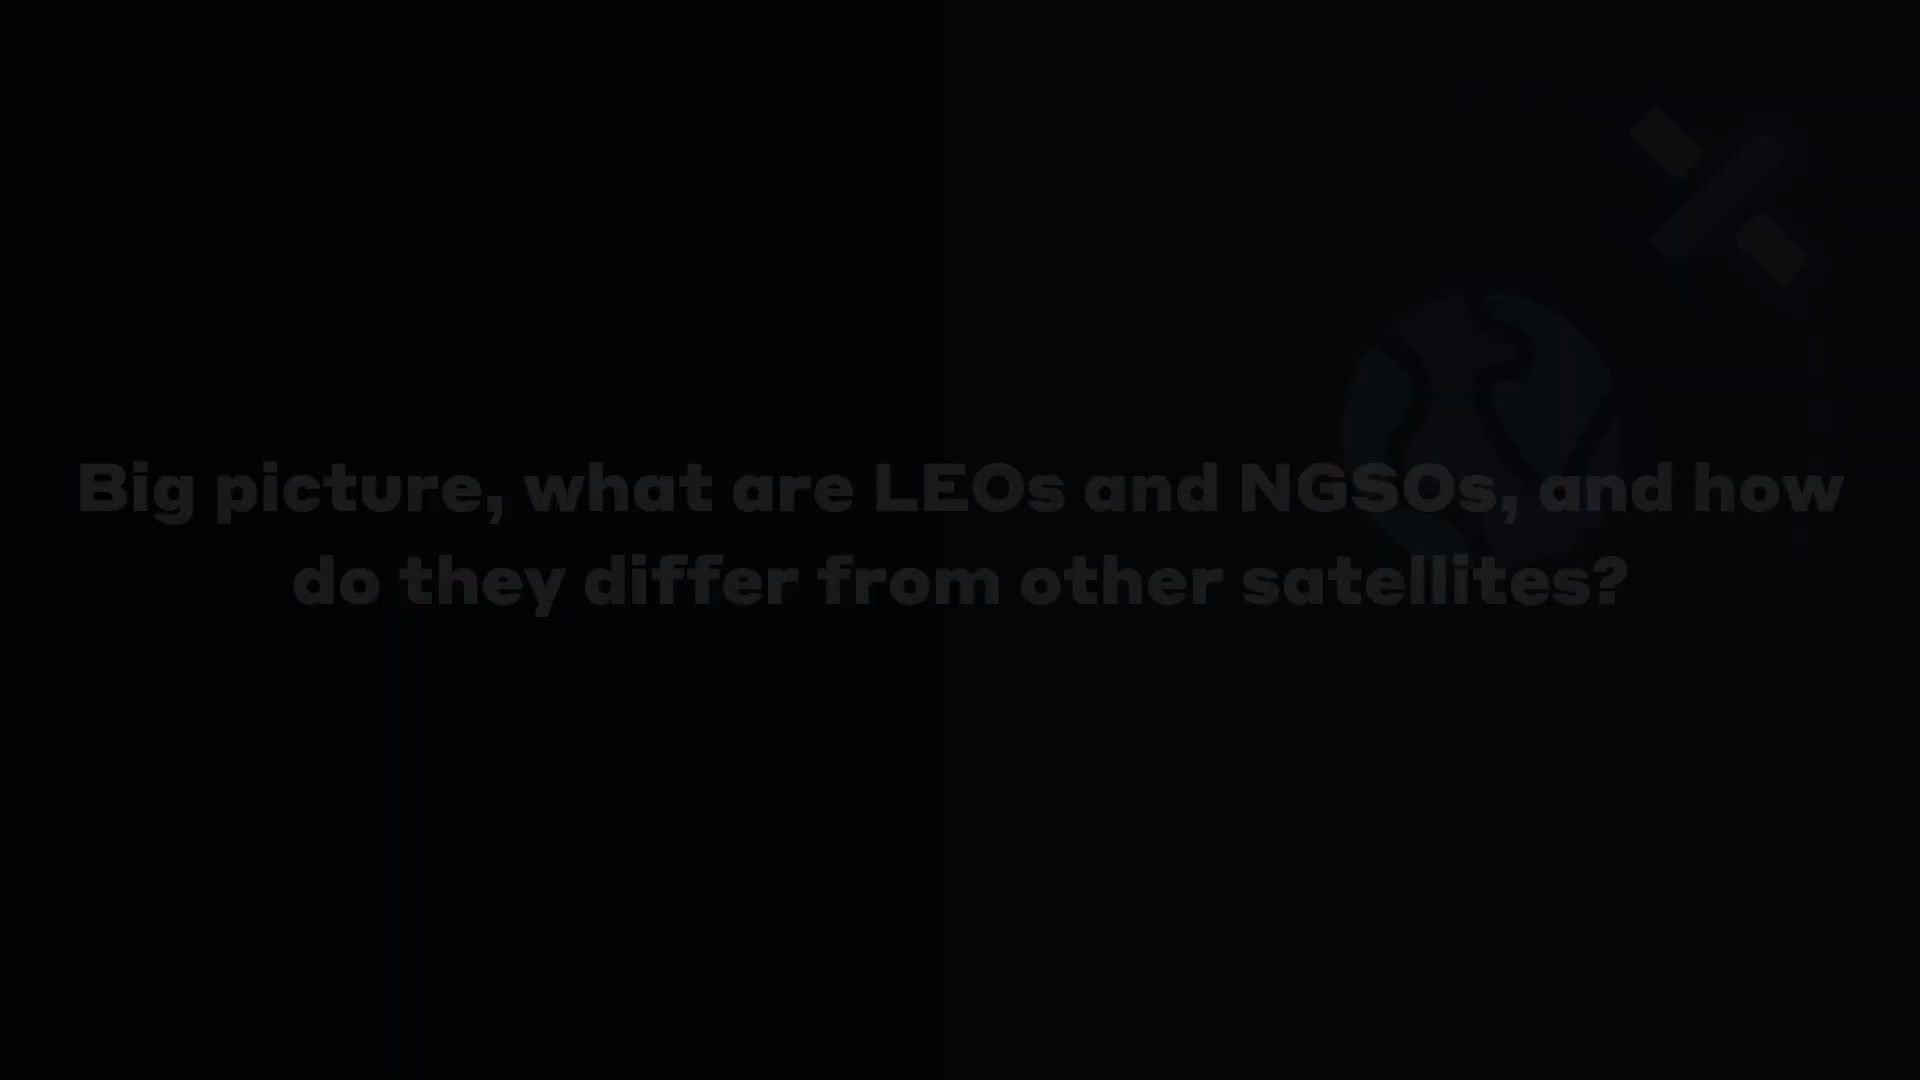 Big picture, what are LEOs and NGSOs, and how
do they differ from other satellites?